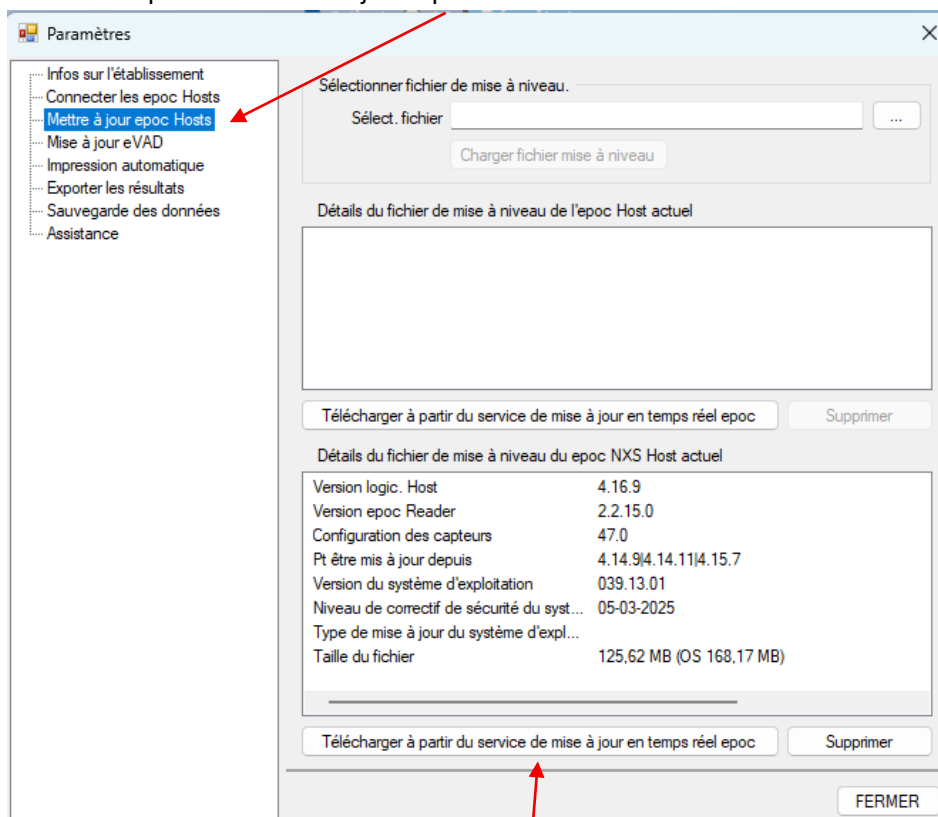 Paramètres
Infos sur l'établissement
Connecter les epoc Hosts
Mettre à jour epoc Hosts
Mise à jour eVAD
Impression automatique
Exporter les résultats
Sauvegarde des données
Assistance
Sélectionner fichier de mise à niveau.
Sélect. fichier ...
Charger fichier mise à niveau
Détails du fichier de mise à niveau de l'epoc Host actuel
Télécharger à partir du service de mise à jour en temps réel epoc Supprimer
Détails du fichier de mise à niveau du epoc NXS Host actuel
Version logic. Host 4.16.9
Version epoc Reader 2.2.15.0
Configuration des capteurs 47.0
Pt être mis à jour depuis 4.14.9|4.14.11|4.15.7
Version du système d'exploitation 039.13.01
Niveau de correctif de sécurité du syst... 05-03-2025
Type de mise à jour du système d'expl...
Taille du fichier 125,62 MB (OS 168,17 MB)
Télécharger à partir du service de mise à jour en temps réel epoc Supprimer
FERMER